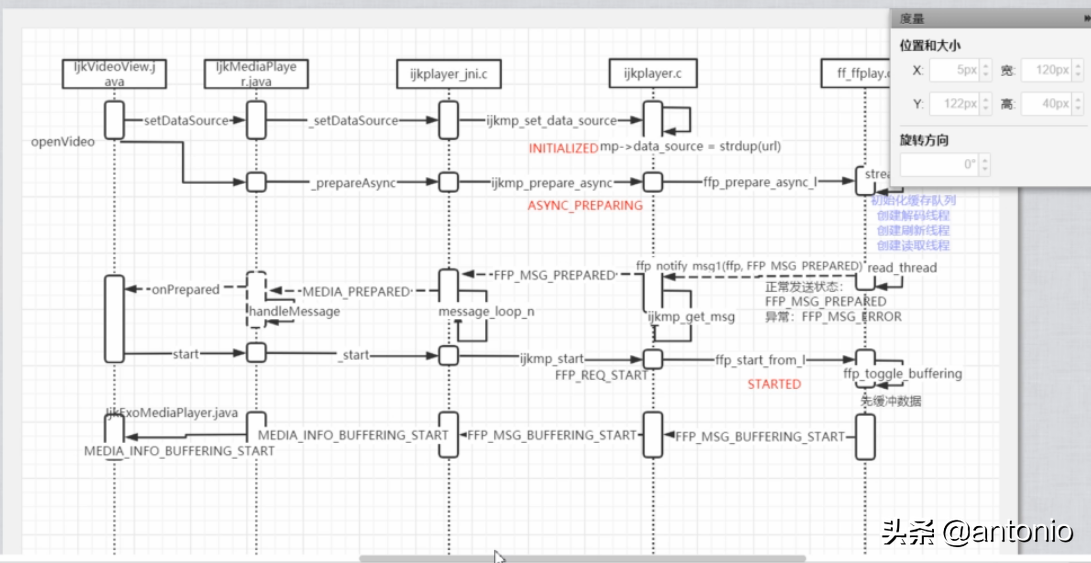 度量
位置和大小
X: 5px 宽: 120px
Y: 122px 高: 40px
旋转方向
0°
IjkVideoView.j
ava
IjkMediaPlaye
r.java
ijkplayer_jni.c
ijkplayer.c
ff_ffplay.c
setDataSource
_setDataSource
ijkmp_set_data_source
openVideo
INITIALIZED
mp->data_source = strdup(url)
_prepareAsync
ijkmp_prepare_async
ffp_prepare_async_l
ASYNC_PREPARING
初始化缓存队列
创建解码线程
创建刷新线程
创建读取线程
onPrepared
MEDIA_PREPARED
FFP_MSG_PREPARED
ffp_notify_msg1(ffp, FFP_MSG_PREPARED)
read_thread
正常发送状态：
FFP_MSG_PREPARED
异常：FFP_MSG_ERROR
handleMessage
message_loop_n
ijkmp_get_msg
start
_start
ijkmp_start
FFP_REQ_START
ffp_start_from_l
STARTED
ffp_toggle_buffering
先缓冲数据
IjkExoMediaPlayer.java
MEDIA_INFO_BUFFERING_START
MEDIA_INFO_BUFFERING_START
FFP_MSG_BUFFERING_START
FFP_MSG_BUFFERING_START
头条 @antonio